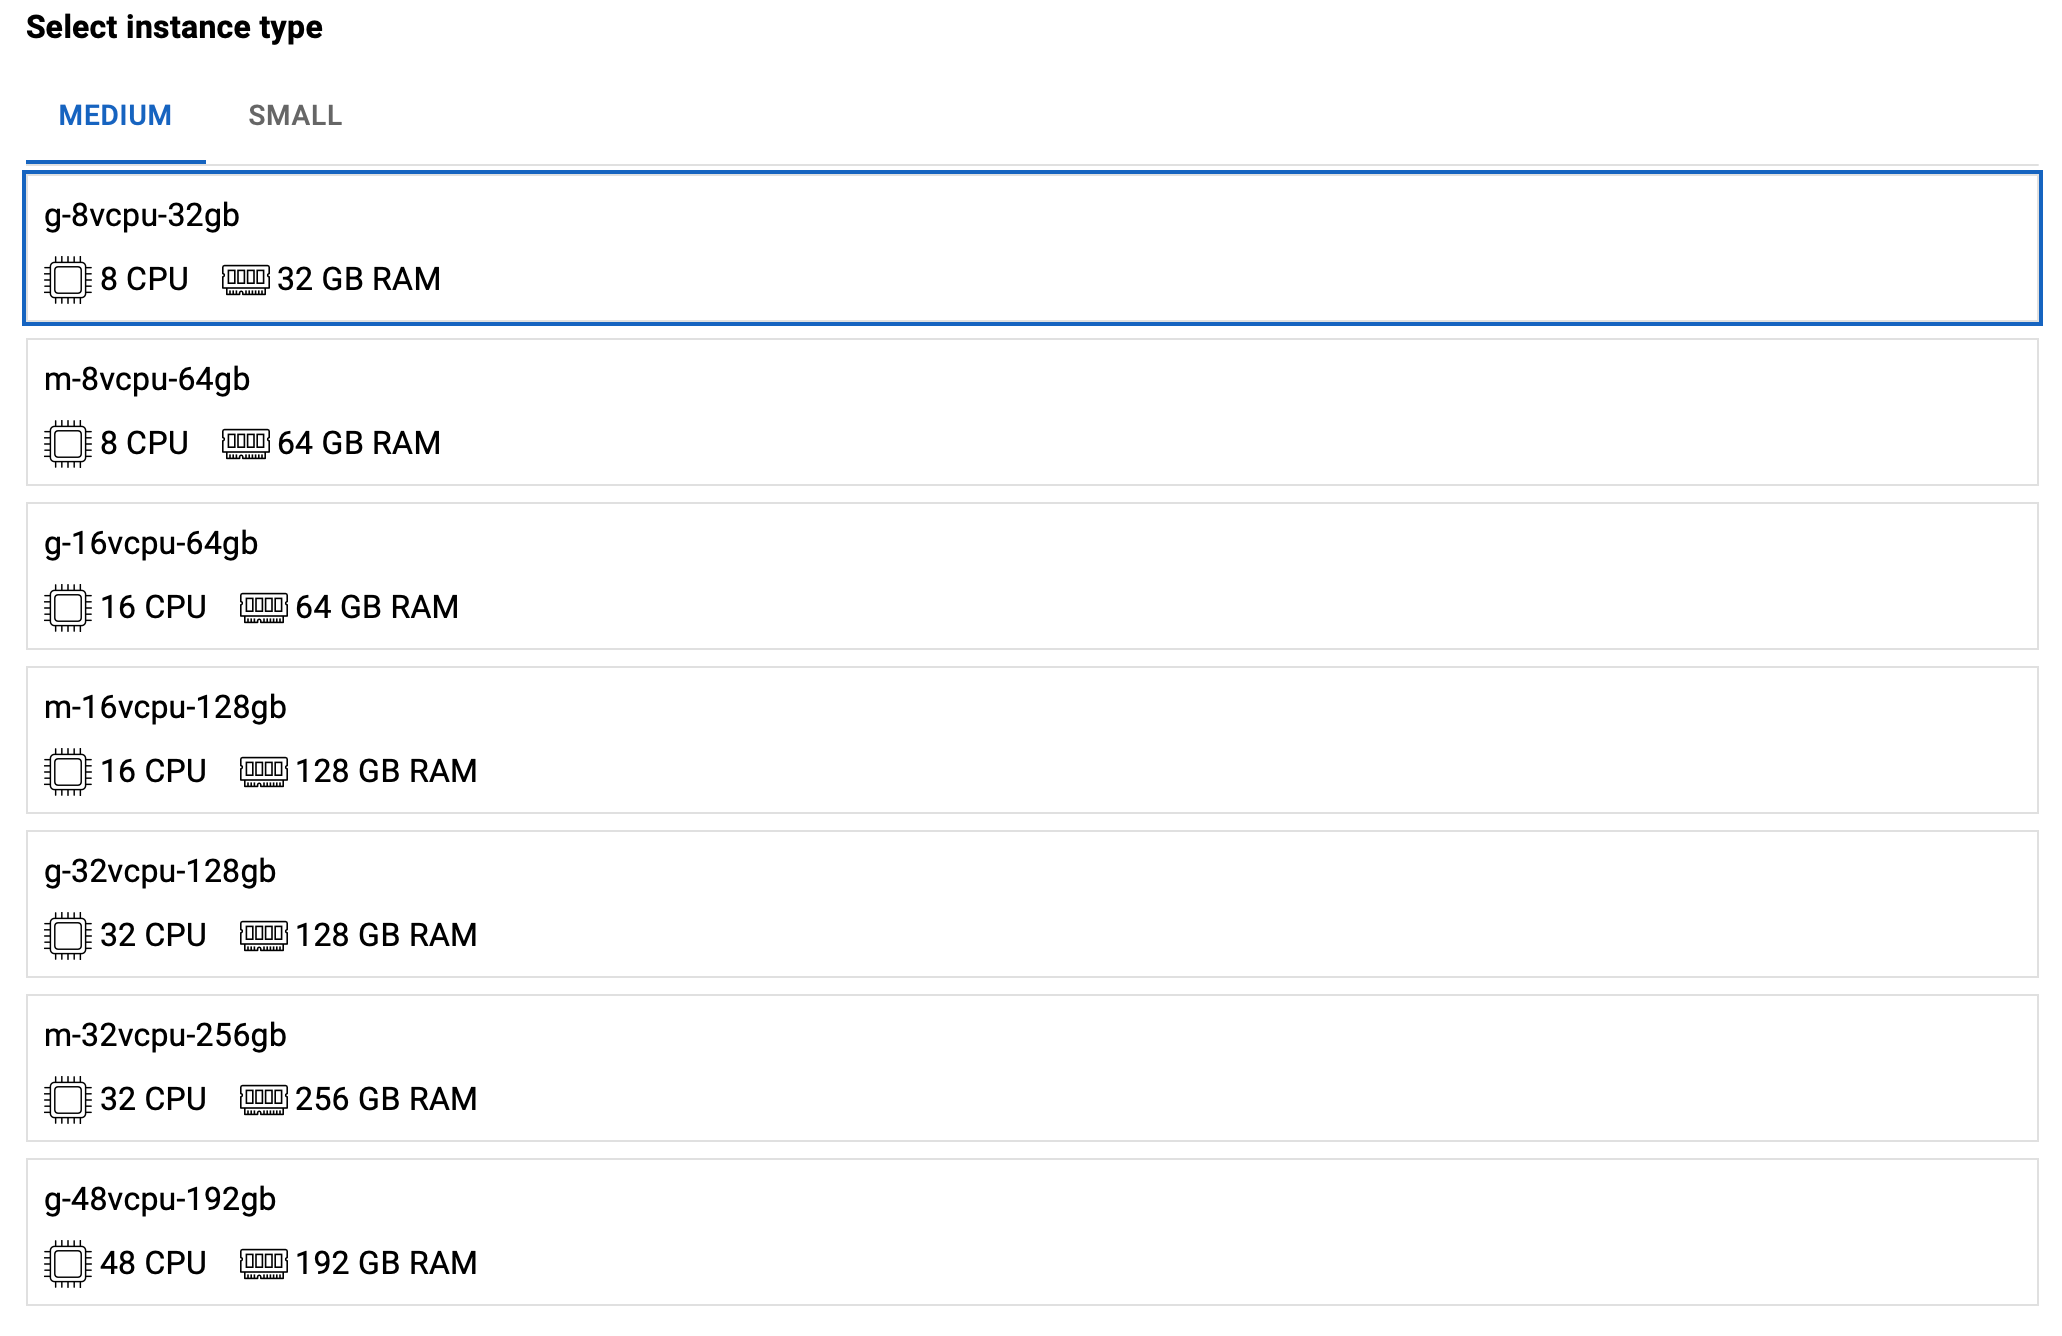 Select instance type
MEDIUM SMALL
g-8vcpu-32gb
8 CPU 32 GB RAM
m-8vcpu-64gb
8 CPU 64 GB RAM
g-16vcpu-64gb
16 CPU 64 GB RAM
m-16vcpu-128gb
16 CPU 128 GB RAM
g-32vcpu-128gb
32 CPU 128 GB RAM
m-32vcpu-256gb
32 CPU 256 GB RAM
g-48vcpu-192gb
48 CPU 192 GB RAM